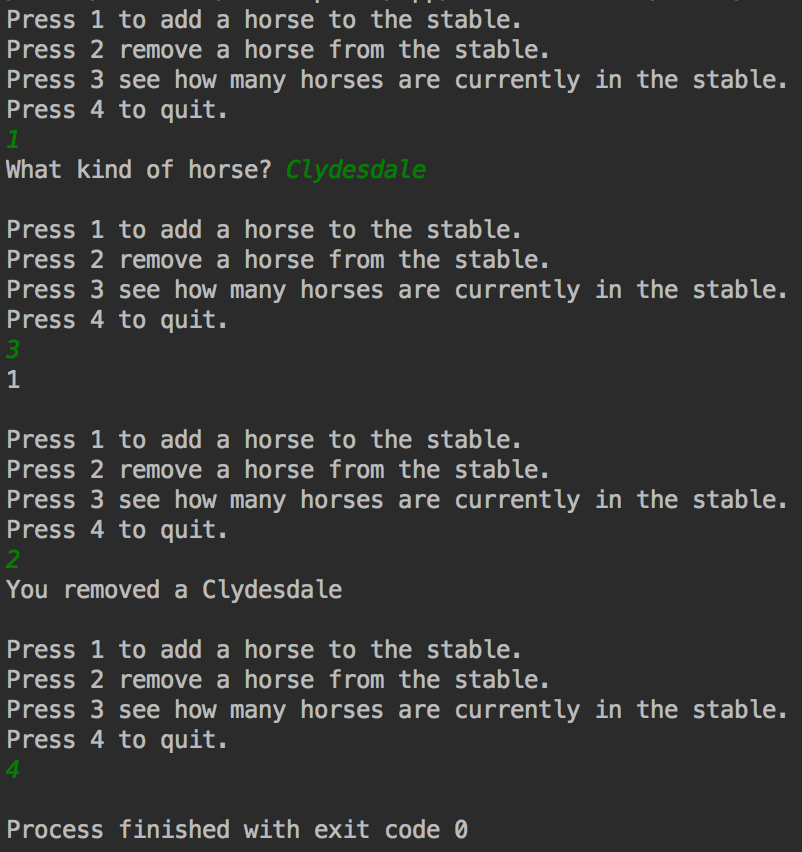 Press 1 to add a horse to the stable.
Press 2 remove a horse from the stable.
Press 3 see how many horses are currently in the stable.
Press 4 to quit.
1
What kind of horse? Clydesdale
Press 1 to add a horse to the stable.
Press 2 remove a horse from the stable.
Press 3 see how many horses are currently in the stable.
Press 4 to quit.
3
1
Press 1 to add a horse to the stable.
Press 2 remove a horse from the stable.
Press 3 see how many horses are currently in the stable.
Press 4 to quit.
2
You removed a Clydesdale
Press 1 to add a horse to the stable.
Press 2 remove a horse from the stable.
Press 3 see how many horses are currently in the stable.
Press 4 to quit.
4
Process finished with exit code 0